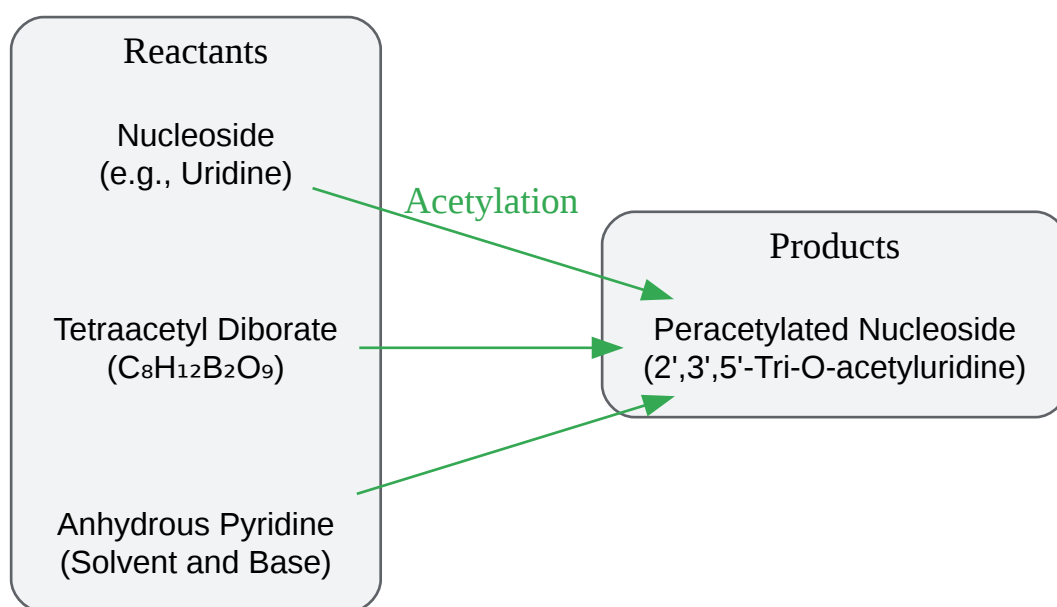 Reactants
Nucleoside
(e.g., Uridine)
Acetylation
Tetraacetyl Diborate
(C₈H₁₂B₂O₉)
Anhydrous Pyridine
(Solvent and Base)
Products
Peracetylated Nucleoside
(2',3',5'-Tri-O-acetyluridine)